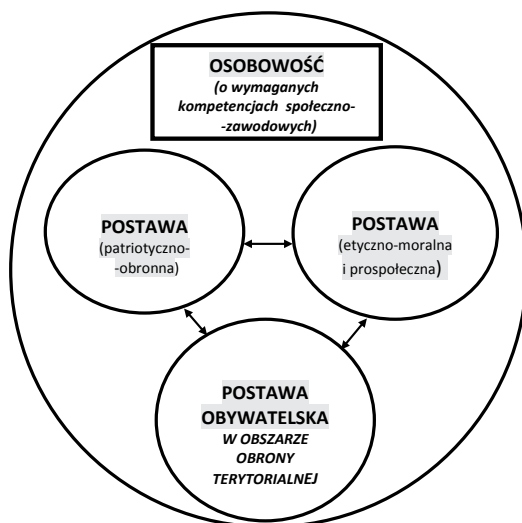 OSOBOWOŚĆ
(o wymaganych
kompetencjach społeczno-
-zawodowych)
POSTAWA
(patriotyczno-
-obronna)
POSTAWA
(etyczno-moralna
i prospołeczna)
POSTAWA
OBYWATELSKA
W OBSZARZE
OBRONY
TERYTORIALNEJ